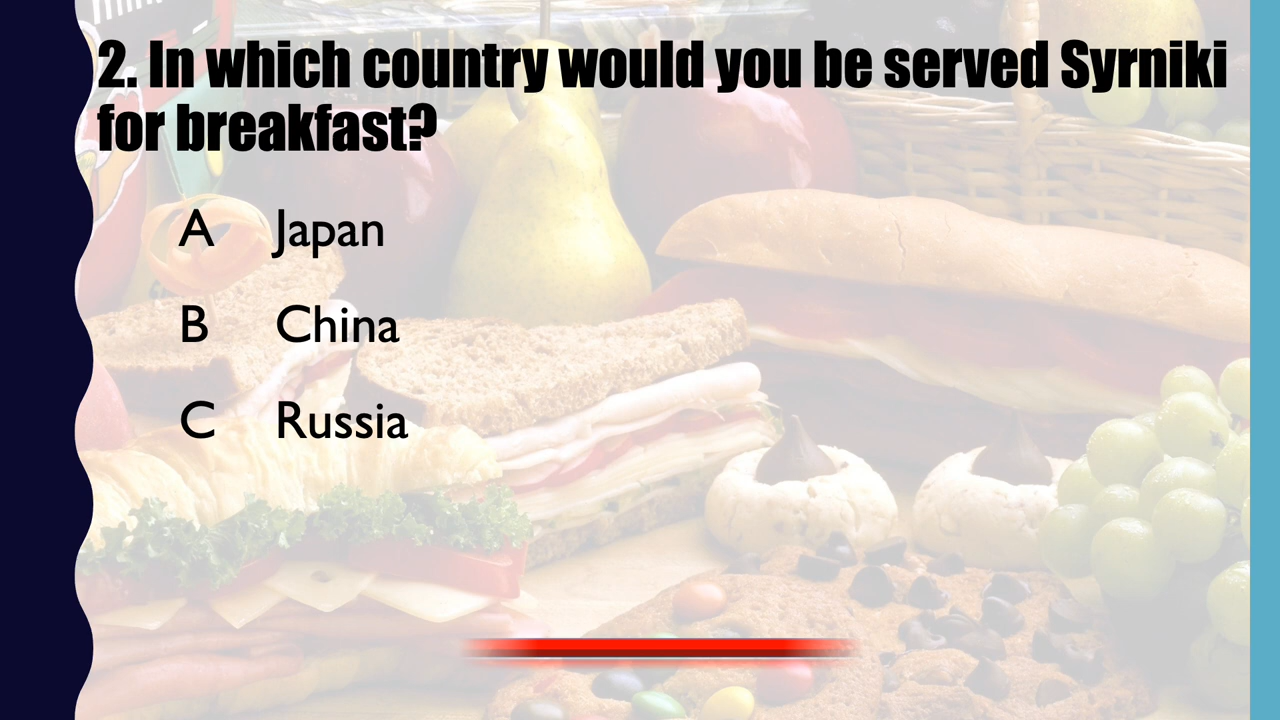 2. In which country would you be served Syrniki
for breakfast?
A Japan
B China
C Russia